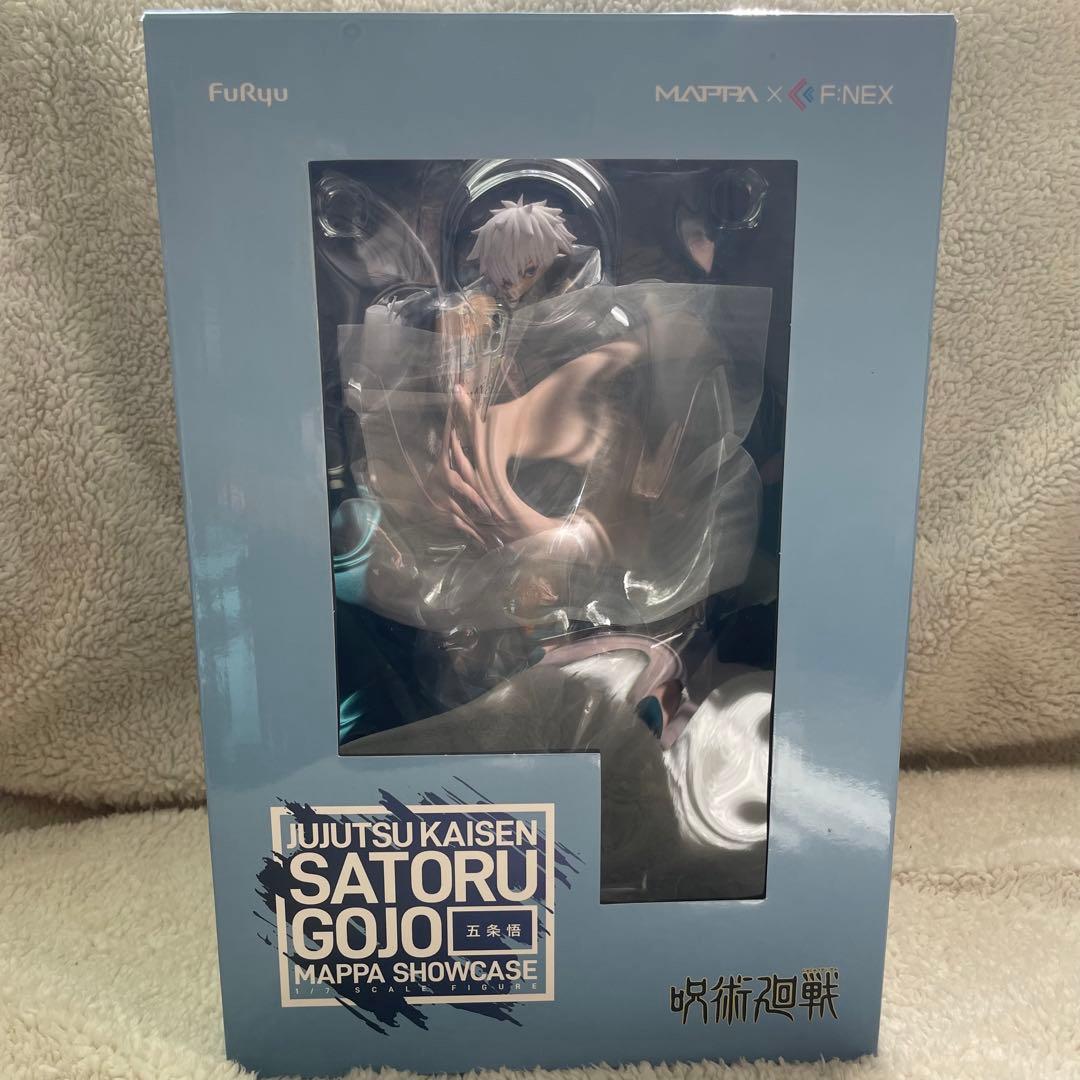 FuRyu
MAPPA × F:NEX
JUJUTSU KAISEN
SATORU
GOJO 五条悟
MAPPA SHOWCASE
1/7 SCALE FIGURE
呪術廻戦